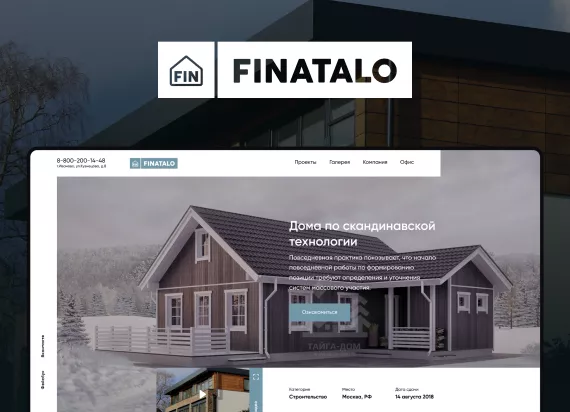 FIN
FINATALO
8-800-200-14-48
FINATALO
Проекты
Галерея
Компания
Офис
Дома по скандинавской
технологии
Повседневная практика показывает, что начало
повседневной работы по формированию
позиции требуют определения и уточнения
систем массового участия.
Ознакомиться
ТАЙГА-ДОМ
Вконтакте
Фейсбук
Категория
Строительство
Место
Москва, РФ
Дата сдачи
14 августа 2018